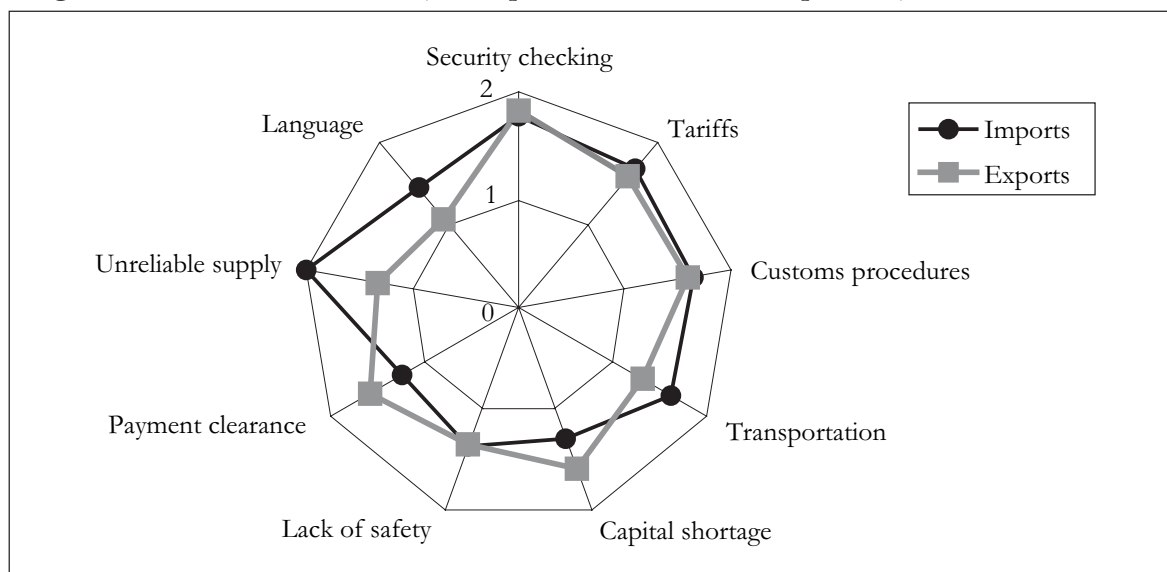 Security checking
2
Language
Tariffs
Imports
Exports
1
Unreliable supply
Customs procedures
0
Payment clearance
Transportation
Lack of safety
Capital shortage